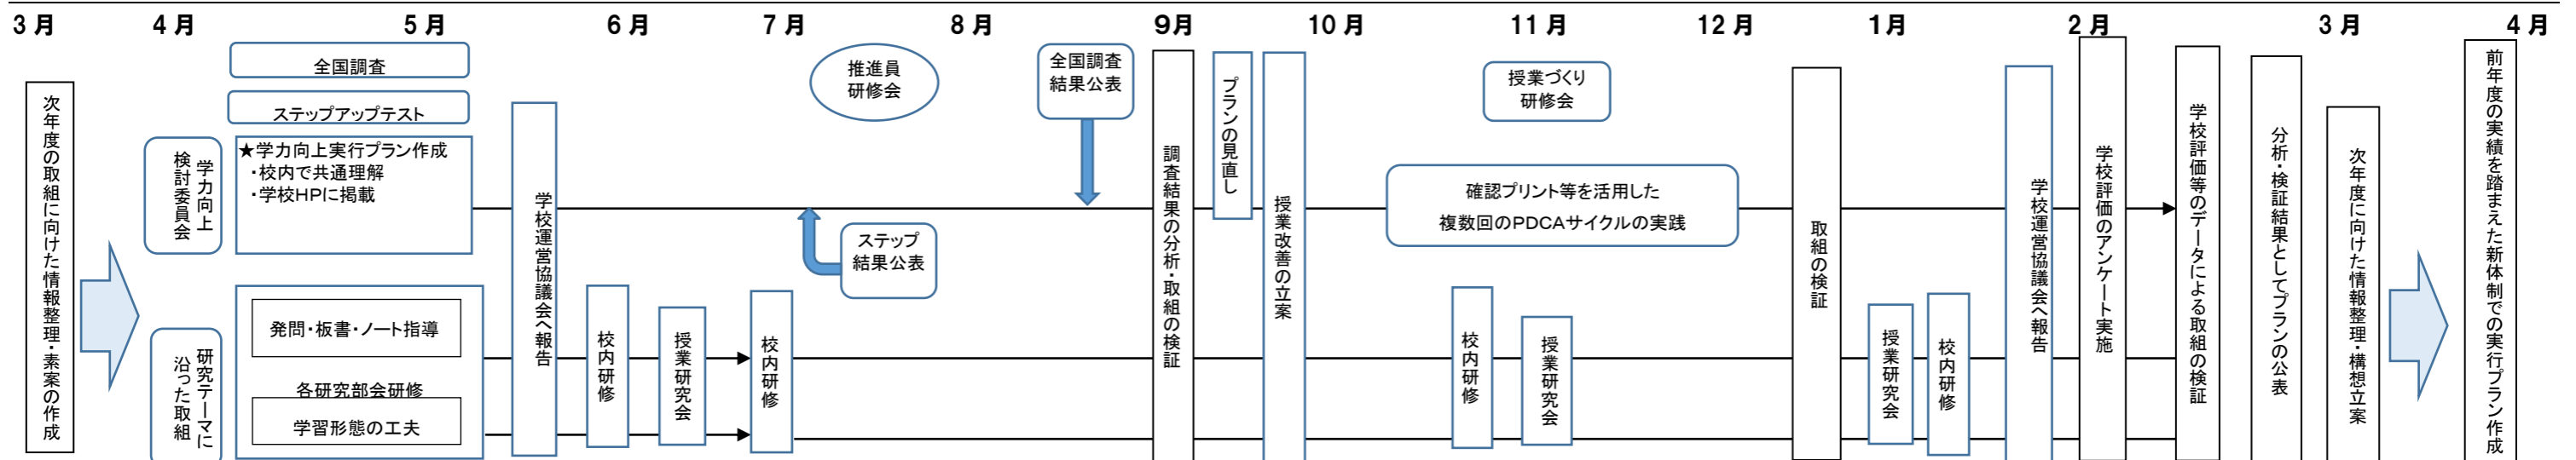 3月 4月 5月 6月 7月 8月 9月 10月 11月 12月 1月 2月 3月 4月
次年度の取組に向けた情報整理・素案の作成
全国調査
ステップアップテスト
学力向上
検討委員会
★学力向上実行プラン作成
・校内で共通理解
・学校HPに掲載
研究テーマに
沿った取組
発問・板書・ノート指導
各研究部会研修
学習形態の工夫
学校運営協議会へ報告
校内研修
授業研究会
校内研修
推進員
研修会
ステップ
結果公表
全国調査
結果公表
調査結果の分析・取組の検証
プランの見直し
授業改善の立案
授業づくり
研修会
確認プリント等を活用した
複数回のPDCAサイクルの実践
校内研修
授業研究会
取組の検証
授業研究会
校内研修
学校運営協議会へ報告
学校評価のアンケート実施
学校評価等のデータによる取組の検証
分析・検証結果としてプランの公表
次年度に向けた情報整理・構想立案
前年度の実績を踏まえた新体制での実行プラン作成